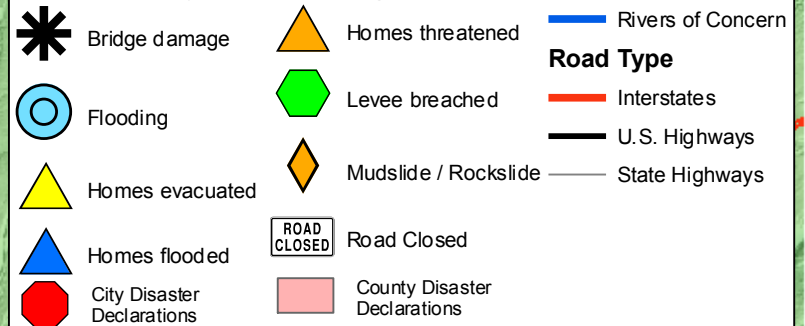 Bridge damage
Flooding
Homes evacuated
Homes flooded
City Disaster
Declarations
Homes threatened
Levee breached
Mudslide / Rockslide
ROAD
CLOSED
Road Closed
County Disaster
Declarations
Rivers of Concern
Road Type
Interstates
U.S. Highways
State Highways